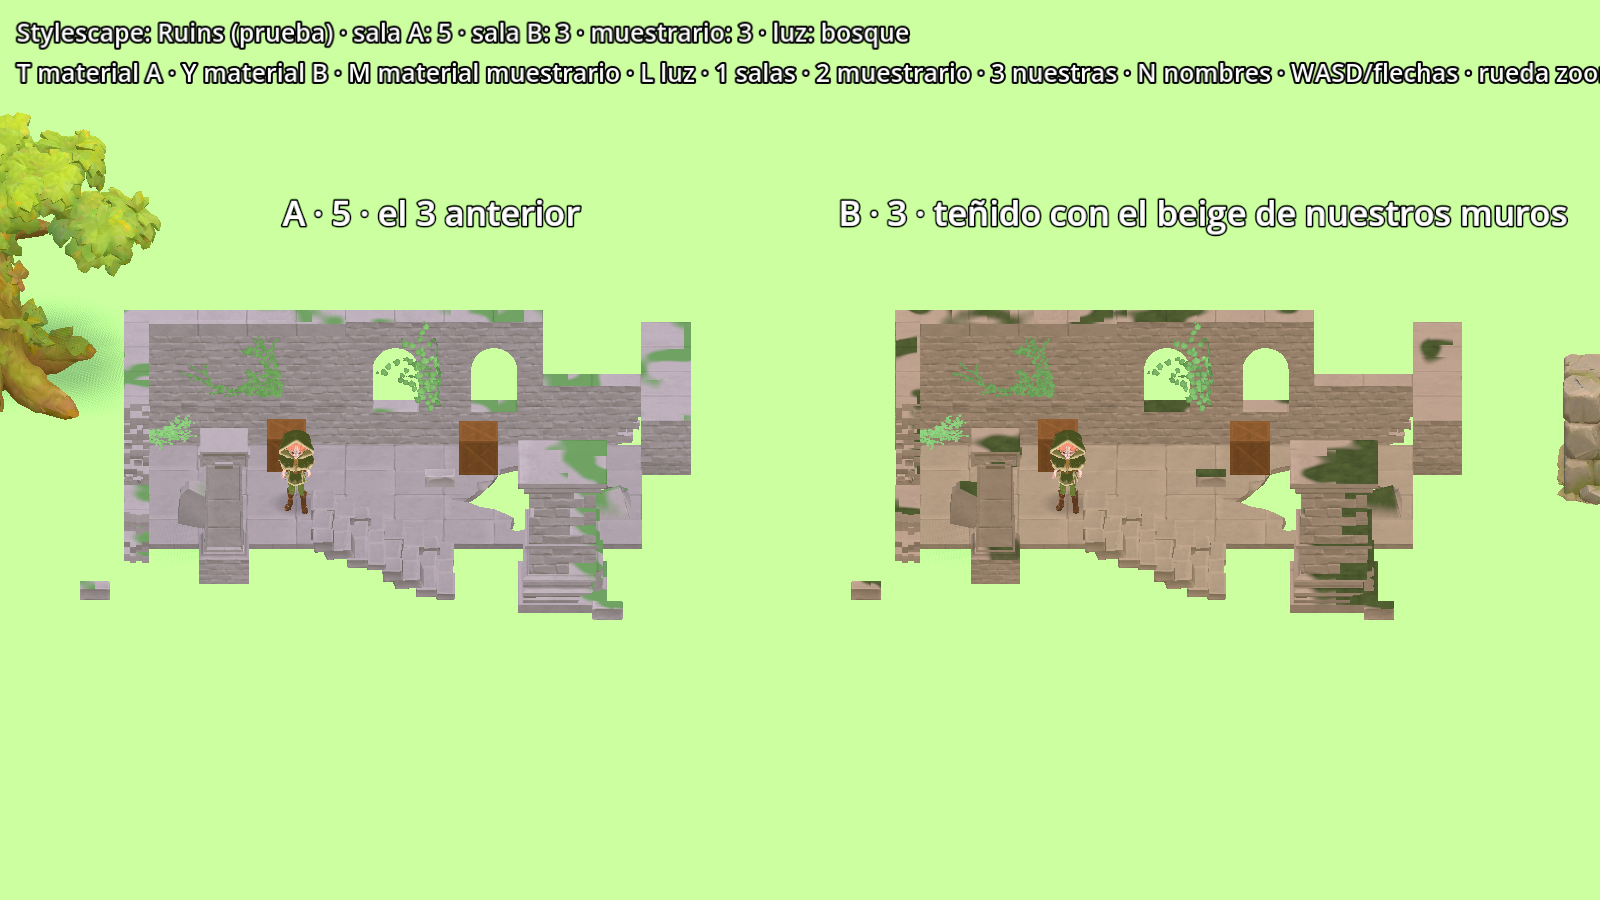 Stylescape: Ruins (prueba) · sala A: 5 · sala B: 3 · muestrario: 3 · luz: bosque
T material A · Y material B · M material muestrario · L luz · 1 salas · 2 muestrario · 3 nuestras · N nombres · WASD/flechas · rueda zoo
A · 5 · el 3 anterior
B · 3 · teñido con el beige de nuestros muros